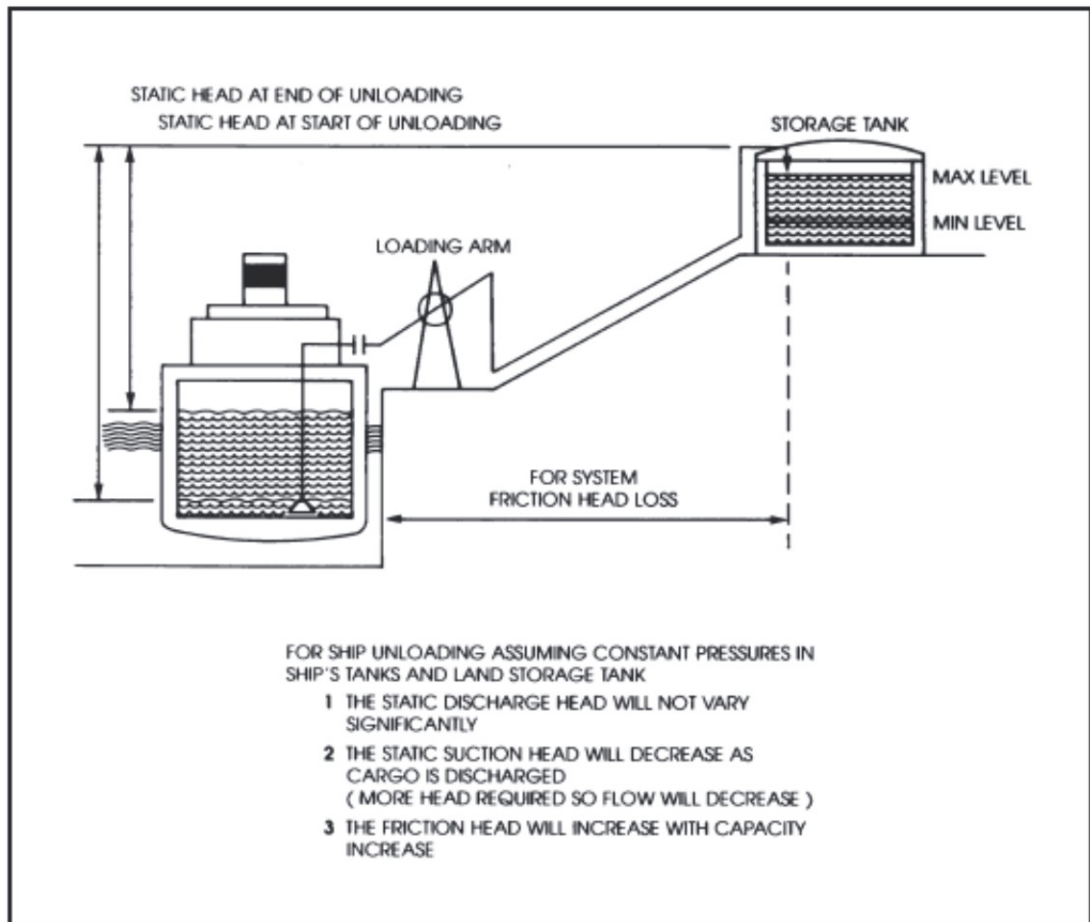 STATIC HEAD AT END OF UNLOADING
STATIC HEAD AT START OF UNLOADING
STORAGE TANK
MAX LEVEL
MIN LEVEL
LOADING ARM
FOR SYSTEM
FRICTION HEAD LOSS
FOR SHIP UNLOADING ASSUMING CONSTANT PRESSURES IN
SHIP'S TANKS AND LAND STORAGE TANK
1 THE STATIC DISCHARGE HEAD WILL NOT VARY
SIGNIFICANTLY
2 THE STATIC SUCTION HEAD WILL DECREASE AS
CARGO IS DISCHARGED
( MORE HEAD REQUIRED SO FLOW WILL DECREASE )
3 THE FRICTION HEAD WILL INCREASE WITH CAPACITY
INCREASE